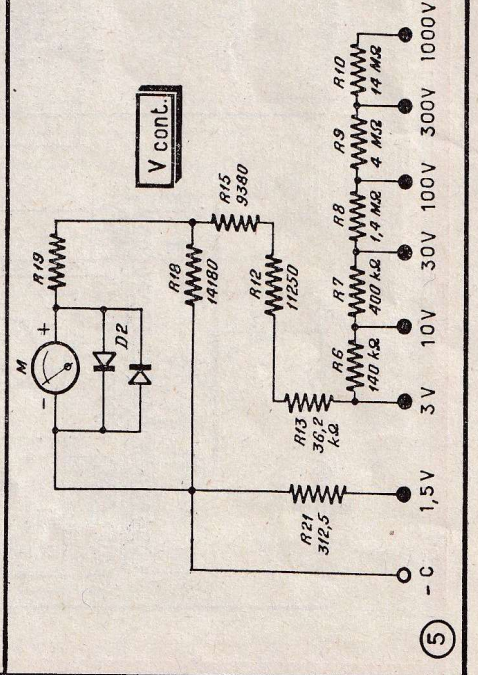 V cont.
M
-
+
D2
R19
R18
14180
R15
9380
R12
11250
R13
36,2
kΩ
R21
312,5
R6
140 kΩ
R7
400 kΩ
R8
1,4 MΩ
R9
4 MΩ
R10
14 MΩ
- C
1,5V
3V
10V
30V
100V
300V
1000V
5